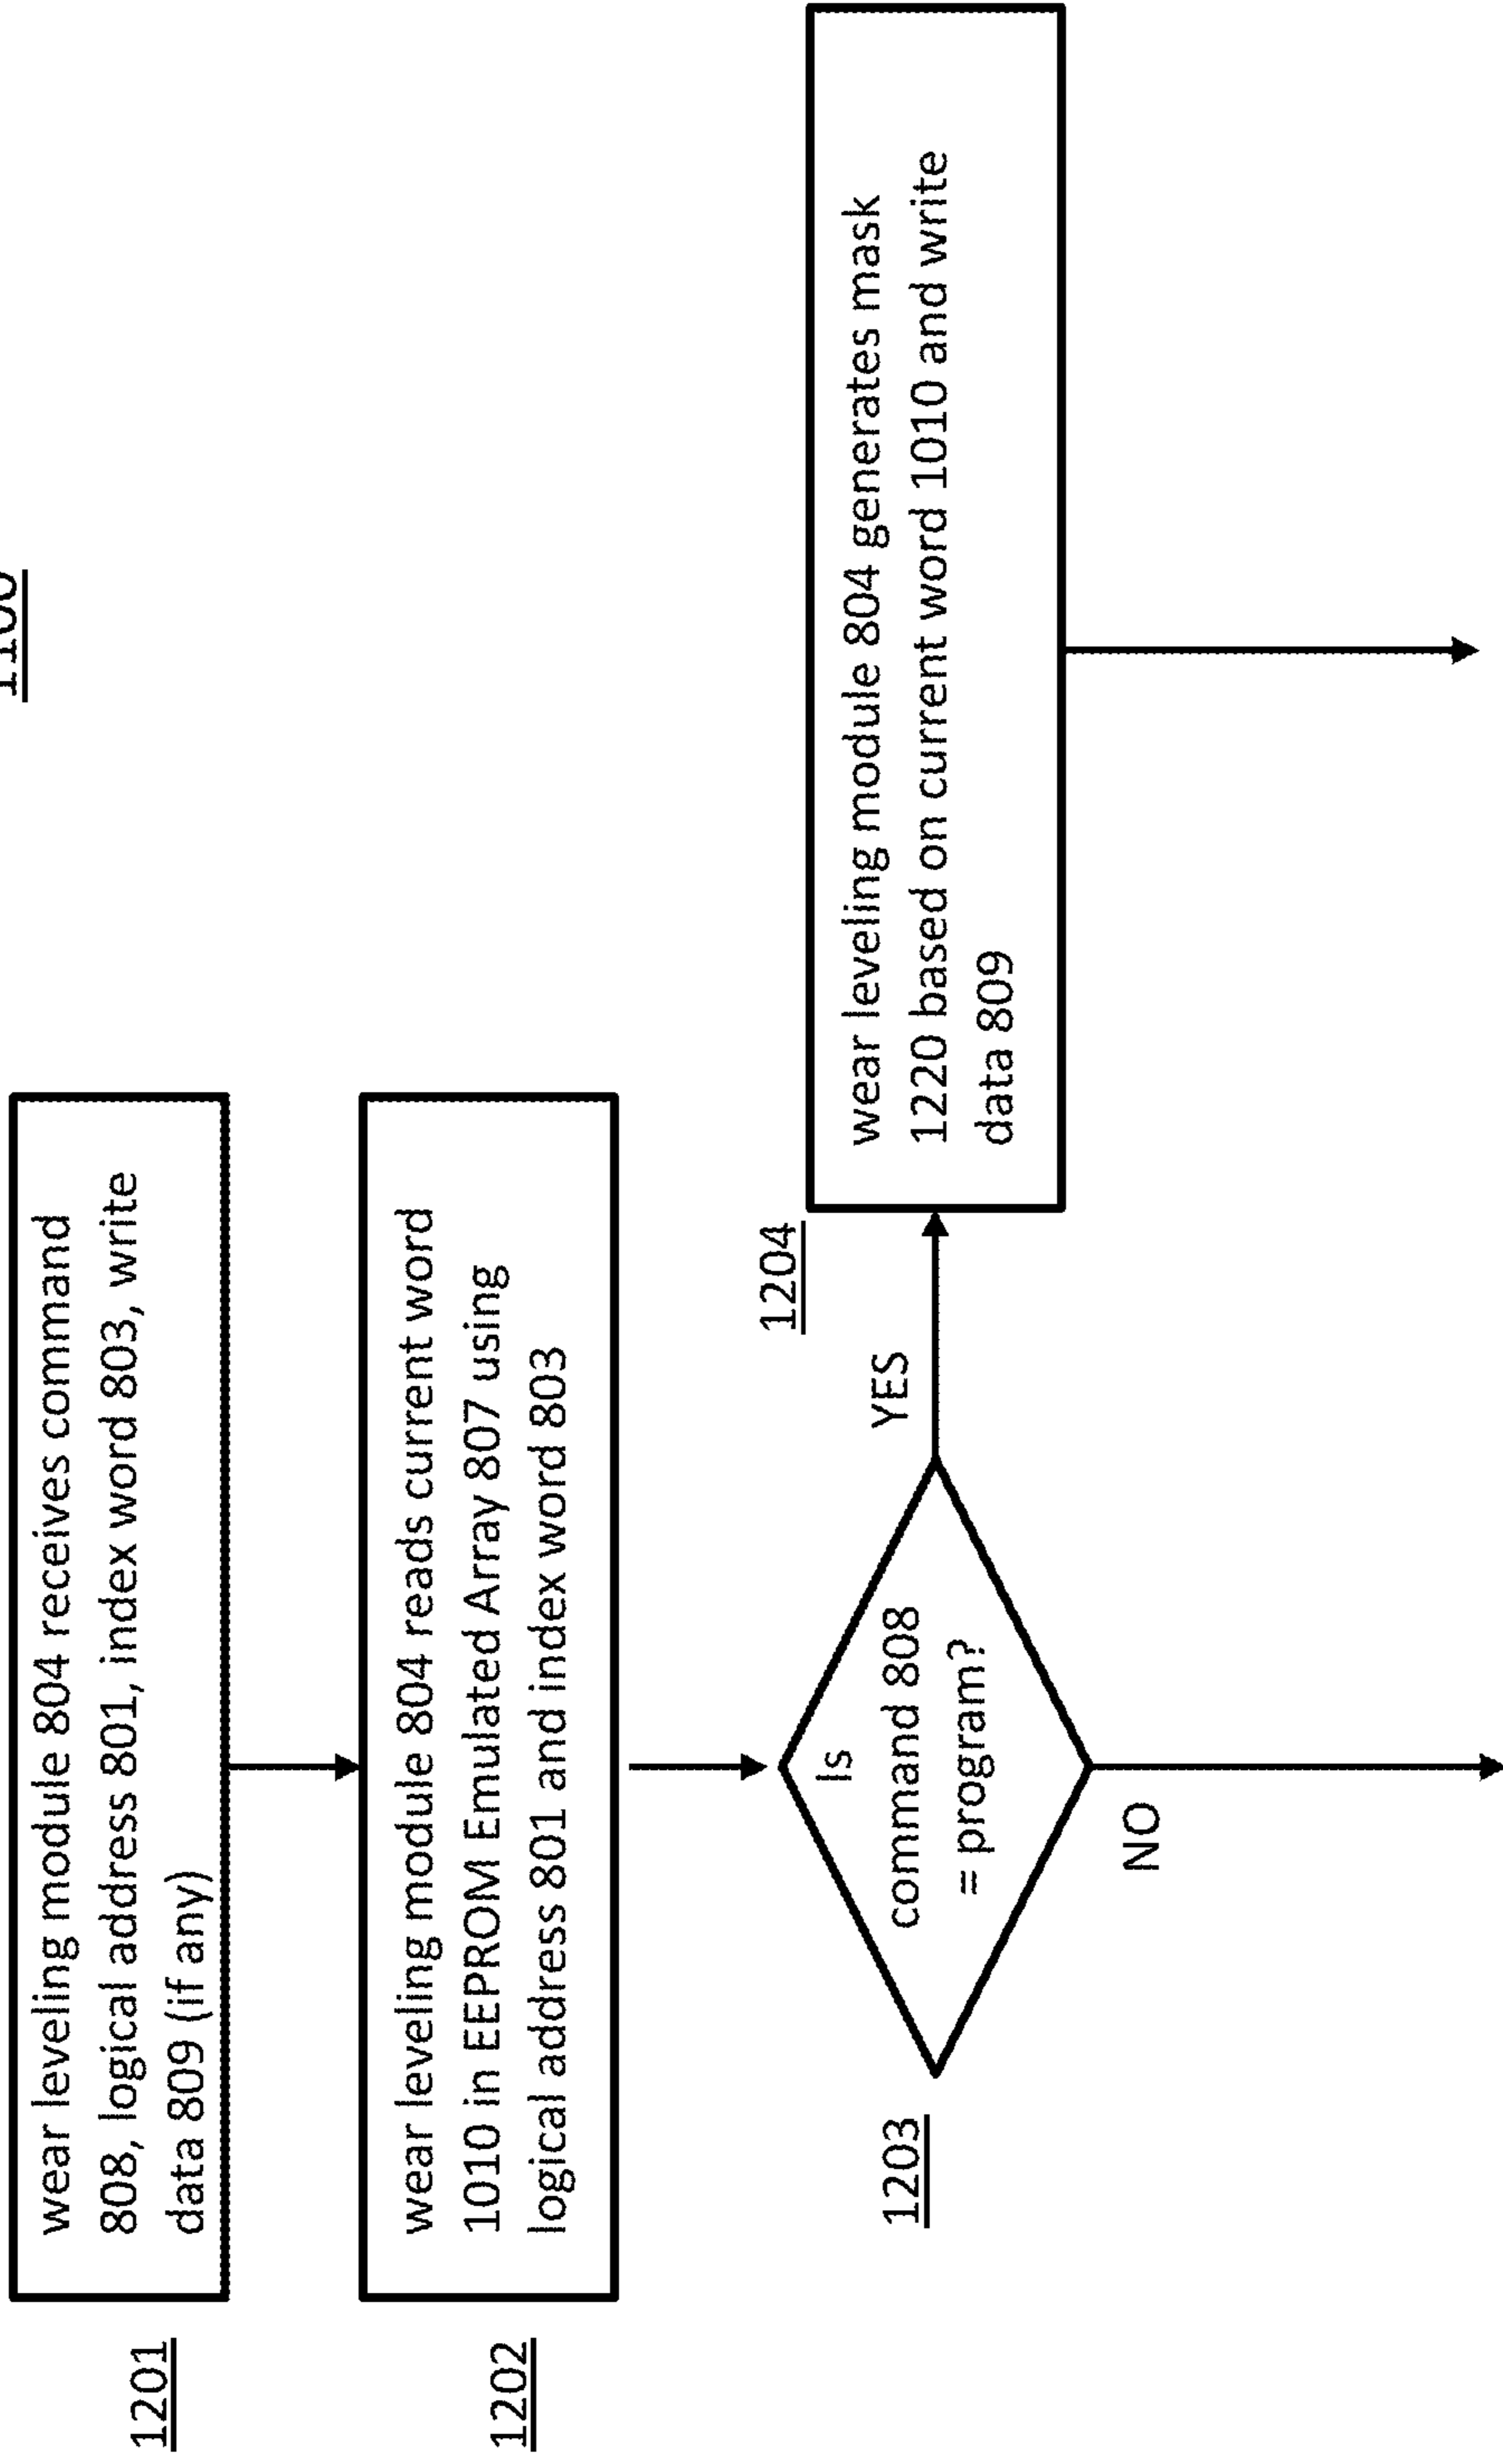 1201
wear leveling module 804 receives command
808, logical address 801, index word 803, write
data 809 (if any)
1202
wear leveling module 804 reads current word
1010 in EEPROM Emulated Array 807 using
logical address 801 and index word 803
1203
is
command 808
= program?
YES
NO
1204
wear leveling module 804 generates mask
1220 based on current word 1010 and write
data 809